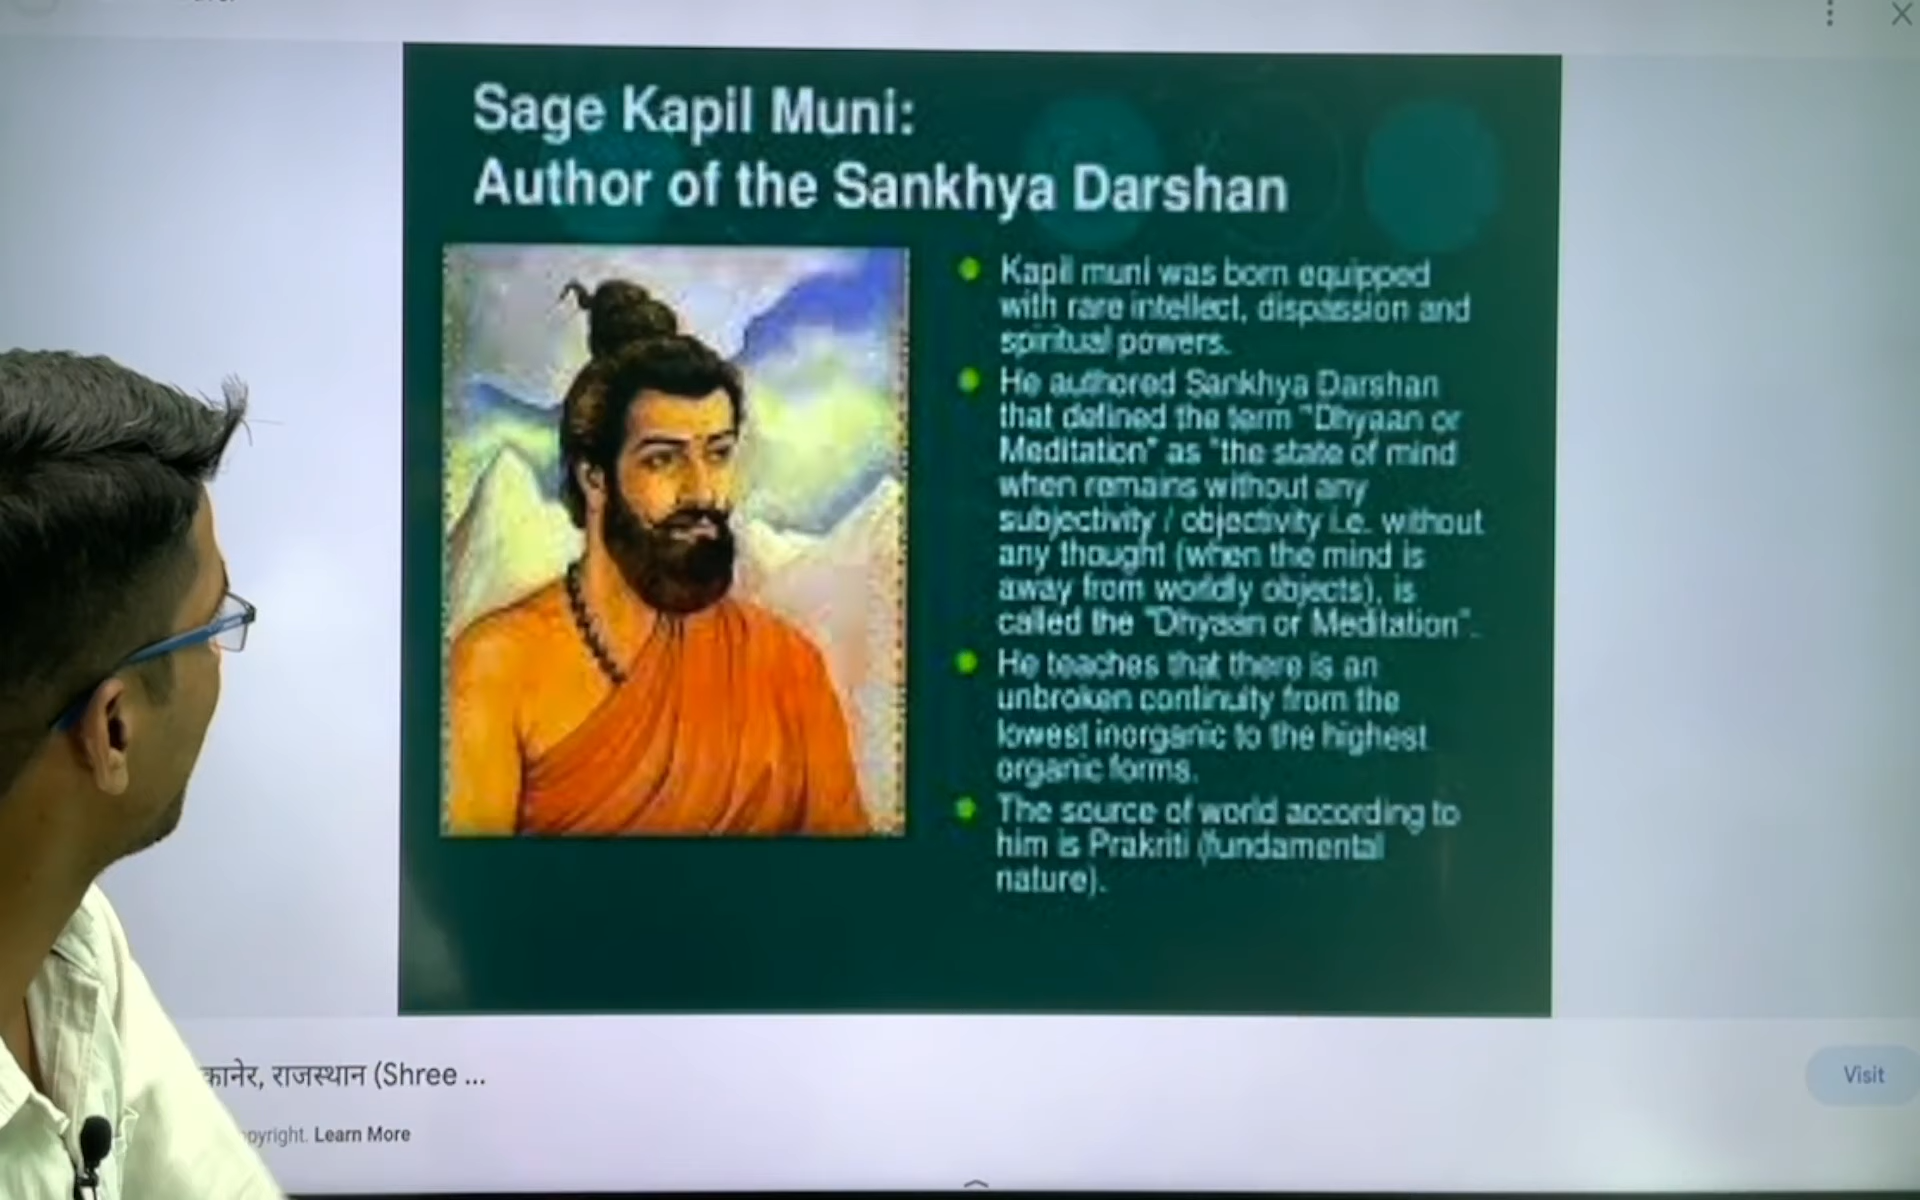 Sage Kapil Muni:
Author of the Sankhya Darshan
Kapil muni was born equipped
with rare intellect, dispassion and
spiritual powers.
He authored Sankhya Darshan
that defined the term "Dhyaan or
Meditation" as "the state of mind
when remains without any
subjectivity / objectivity i.e. without
any thought (when the mind is
away from worldly objects), is
called the "Dhyaan or Meditation".
He teaches that there is an
unbroken continuity from the
lowest inorganic to the highest
organic forms.
The source of world according to
him is Prakriti (fundamental
nature).
कानेर, राजस्थान (Shree ...
Visit
opyright. Learn More